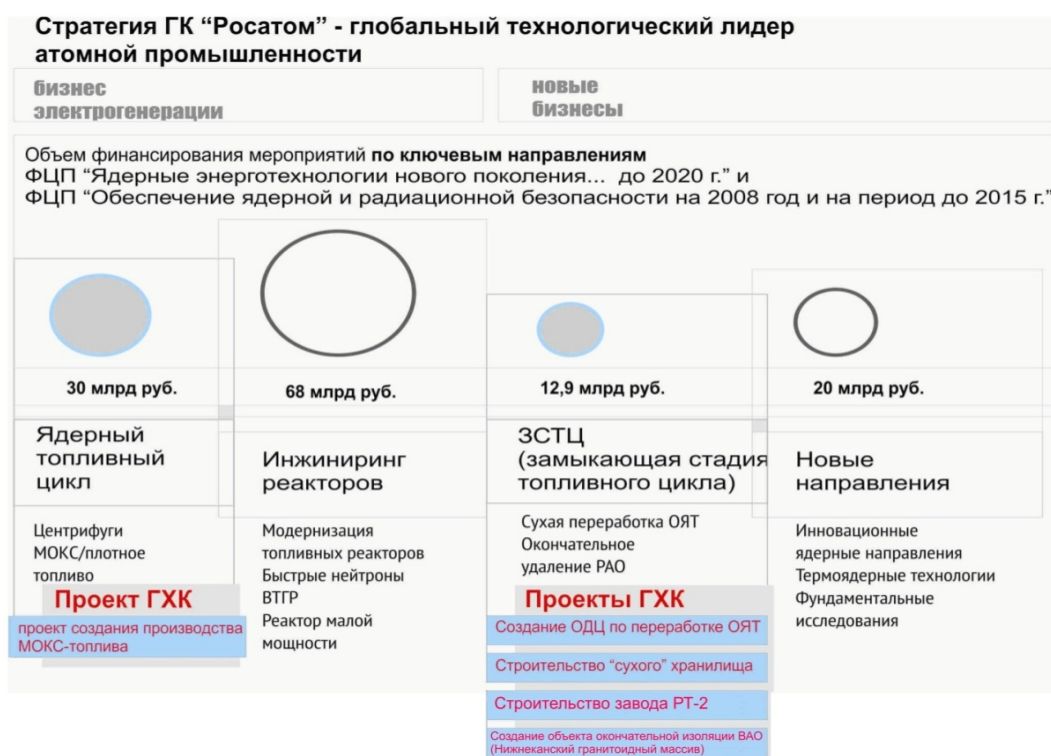 Стратегия ГК “Росатом” - глобальный технологический лидер
атомной промышленности
бизнес
электрогенерации
новые
бизнесы
Объем финансирования мероприятий по ключевым направлениям
ФЦП “Ядерные энерготехнологии нового поколения... до 2020 г.” и
ФЦП “Обеспечение ядерной и радиационной безопасности на 2008 год и на период до 2015 г.”
30 млрд руб.
68 млрд руб.
12,9 млрд руб.
20 млрд руб.
Ядерный
топливный
цикл
Центрифуги
МОКС/плотное
топливо
Проект ГХК
проект создания производства
МОКС-топлива
Инжиниринг
реакторов
Модернизация
топливных реакторов
Быстрые нейтроны
ВТГР
Реактор малой
мощности
ЗСТЦ
(замыкающая стадия
топливного цикла)
Сухая переработка ОЯТ
Окончательное
удаление РАО
Проекты ГХК
Создание ОДЦ по переработке ОЯТ
Строительство “сухого” хранилища
Строительство завода РТ-2
Создание объекта окончательной изоляции ВАО
(Нижнеканский гранитоидный массив)
Новые
направления
Инновационные
ядерные направления
Термоядерные технологии
Фундаментальные
исследования